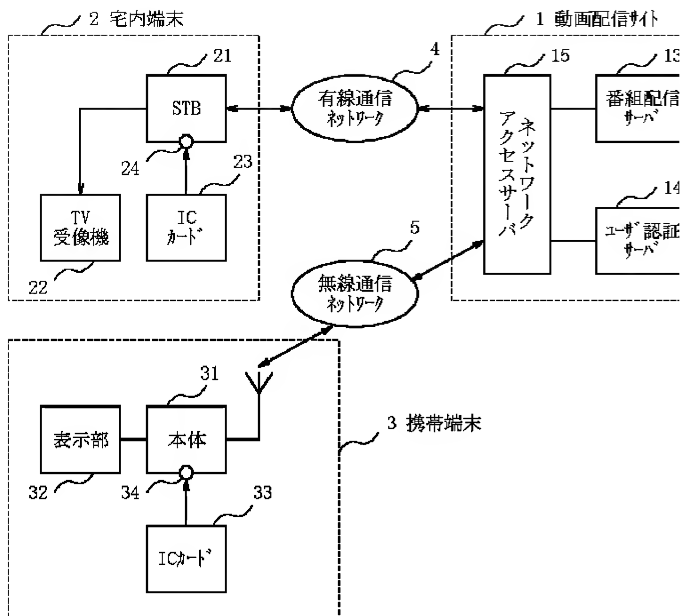 2 宅内端末
1 動画配信サイト
21
4
15
13
STB
有線通信
ネットワーク
番組配信
サーバ
ネットワーク
アクセスサーバ
24
23
14
TV
受像機
IC
カード
ユーザ認証
サーバ
22
5
無線通信
ネットワーク
31
3 携帯端末
表示部
本体
32
34
33
ICカード